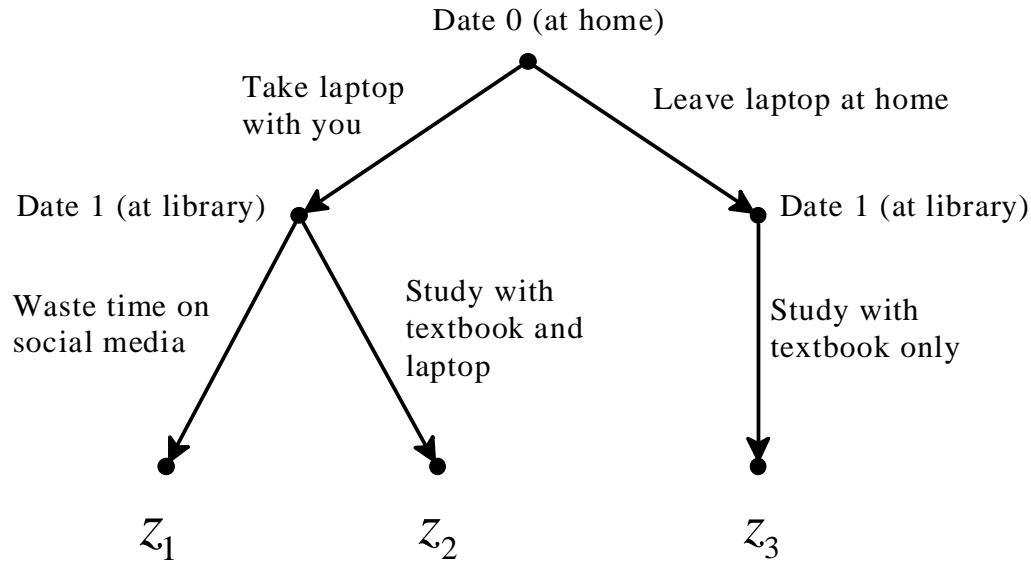 Date 0 (at home)
Take laptop
with you
Leave laptop at home
Date 1 (at library)
Date 1 (at library)
Waste time on
social media
Study with
textbook and
laptop
Study with
textbook only
z₁
z₂
z₃